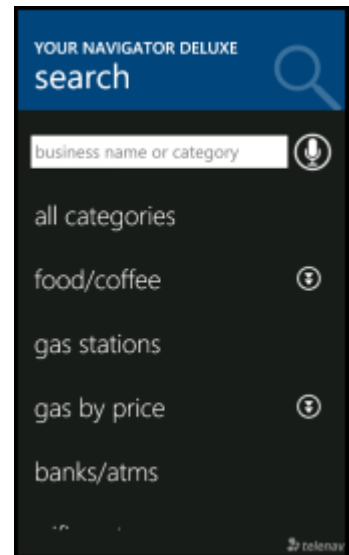 YOUR NAVIGATOR DELUXE
search
business name or category
all categories
food/coffee
gas stations
gas by price
banks/atms
telenav